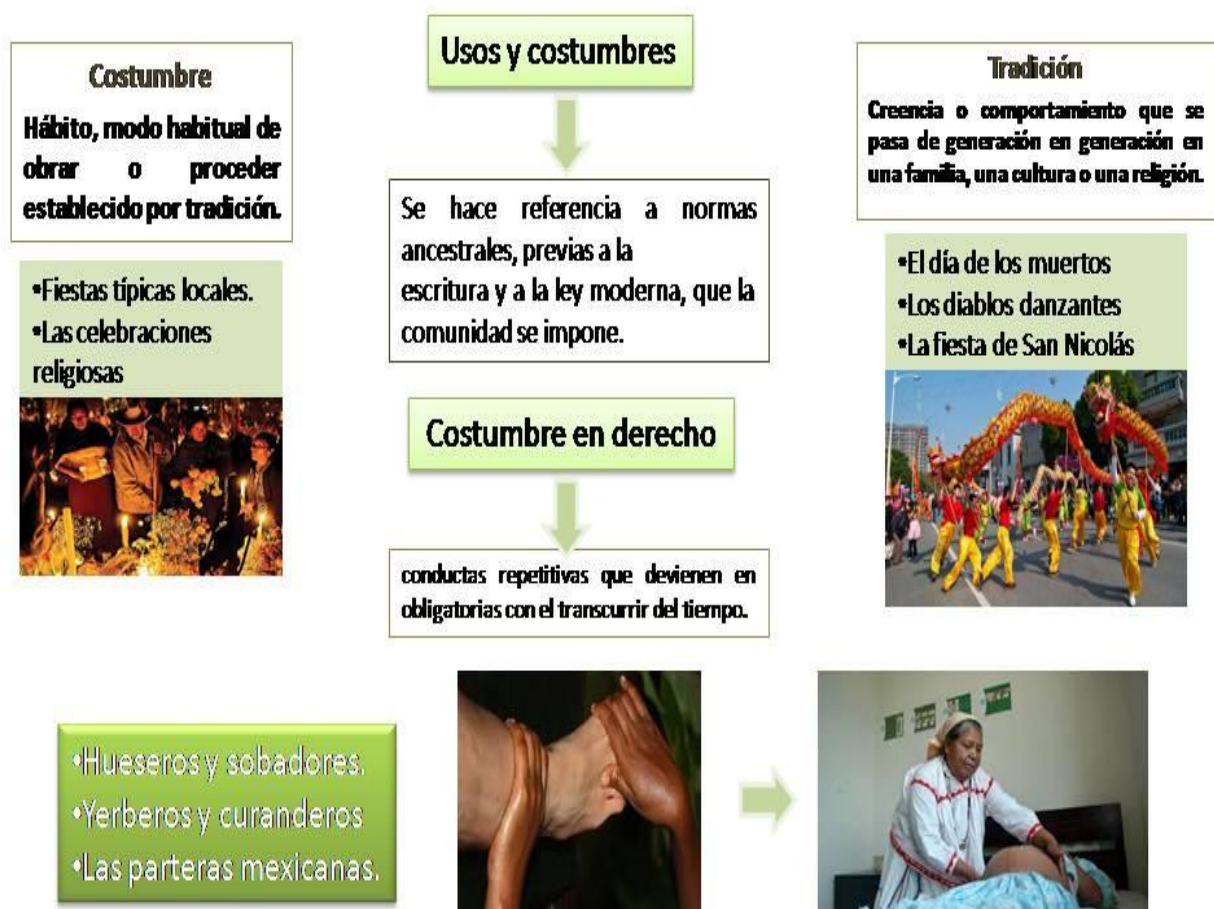 Costumbre
Hábito, modo habitual de
obrar o proceder
establecido por tradición.
•Fiestas típicas locales.
•Las celebraciones
religiosas
Usos y costumbres
Se hace referencia a normas
ancestrales, previas a la
escritura y a la ley moderna, que la
comunidad se impone.
Costumbre en derecho
conductas repetitivas que devienen en
obligatorias con el transcurrir del tiempo.
Tradición
Creencia o comportamiento que se
pasa de generación en generación en
una familia, una cultura o una religión.
•El día de los muertos
•Los diablos danzantes
•La fiesta de San Nicolás
•Hueseros y sobadores.
•Yerberos y curanderos
•Las parteras mexicanas.